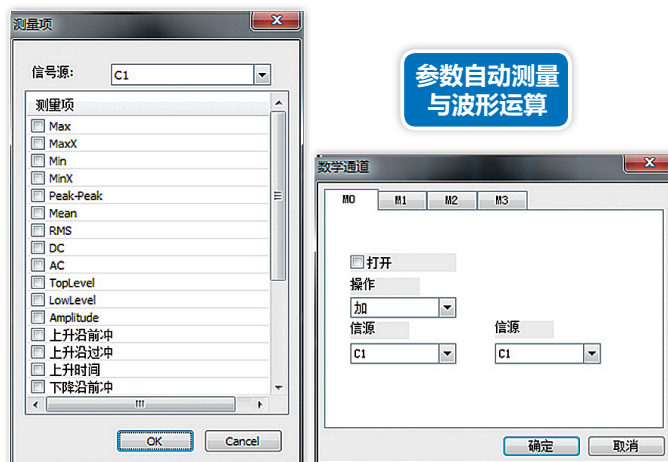 测量项
信号源:
C1
测量项
Max
MaxX
Min
MinX
Peak-Peak
Mean
RMS
DC
AC
TopLevel
LowLevel
Amplitude
上升沿前冲
上升沿过冲
上升时间
下降沿前冲
OK Cancel
参数自动测量
与波形运算
数学通道
M0 M1 M2 M3
打开
操作
加
信源 信源
C1 C1
确定 取消